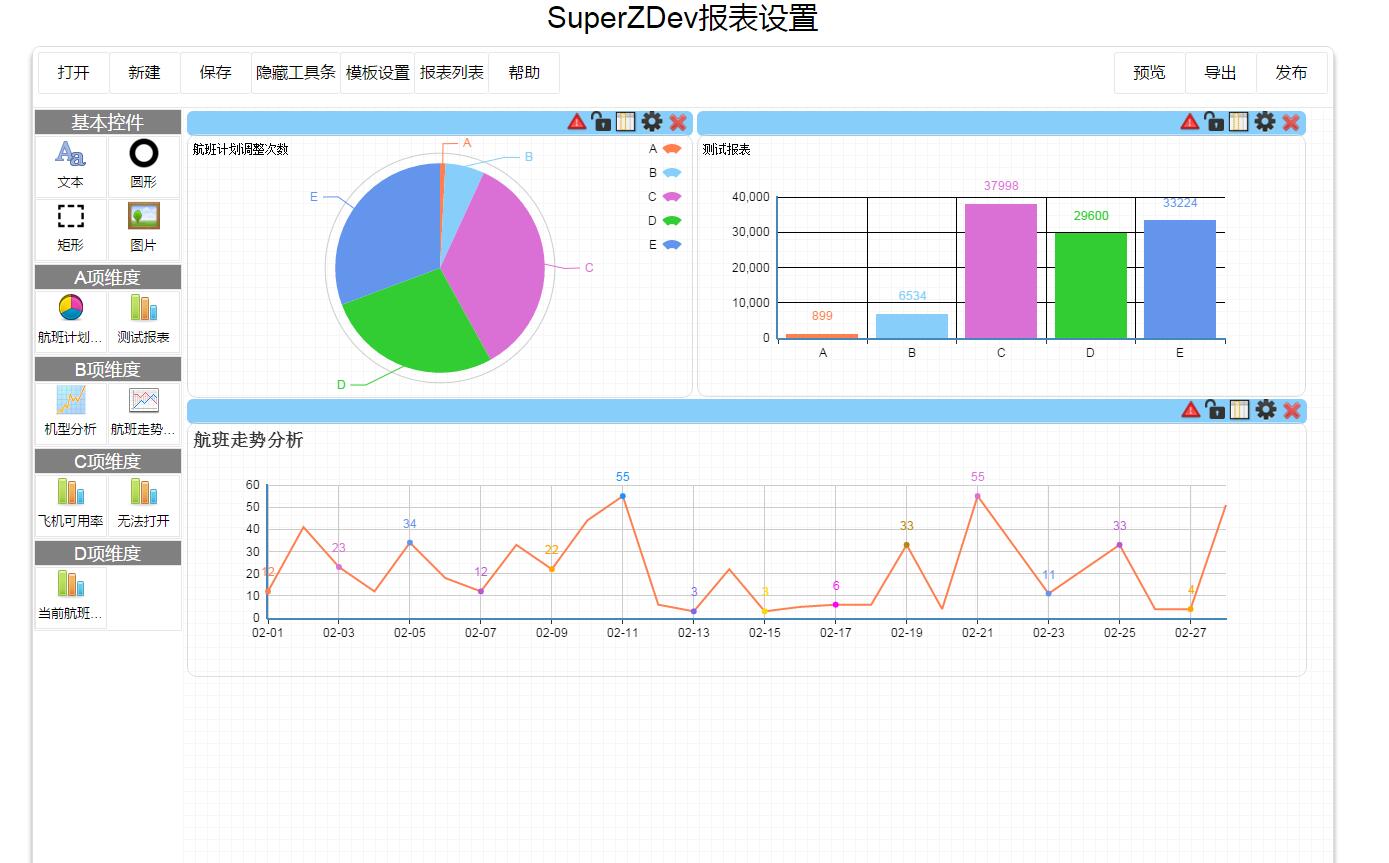 SuperZDev报表设置
打开 新建 保存 隐藏工具条 模板设置 报表列表 帮助 预览 导出 发布
基本控件
文本 圆形
矩形 图片
A项维度
航班计划... 测试报表
B项维度
机型分析 航班走势...
C项维度
飞机可用率 无法打开
D项维度
当前航班...
航班计划调整次数
A
B
C
D
E
A
B
C
D
E
测试报表
40,000
30,000
20,000
10,000
0
899 6534 37998 29600 33224
A B C D E
航班走势分析
60
50
40
30
20
10
0
12 23 34 12 22 55 3 3 6 33 55 11 33 4
02-01 02-03 02-05 02-07 02-09 02-11 02-13 02-15 02-17 02-19 02-21 02-23 02-25 02-27